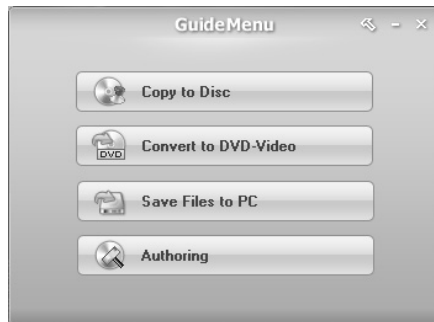 GuideMenu
Copy to Disc
DVD
Convert to DVD-Video
Save Files to PC
Authoring